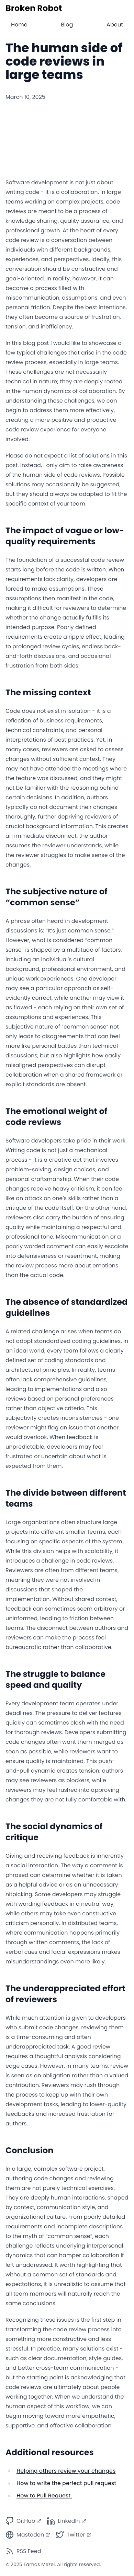 Broken Robot
Home Blog About
The human side of
code reviews in
large teams
March 10, 2025
Software development is not just about
writing code - it is a collaboration. In large
teams working on complex projects, code
reviews are meant to be a process of
knowledge sharing, quality assurance, and
professional growth. At the heart of every
code review is a conversation between
individuals with different backgrounds,
experiences, and perspectives. Ideally, this
conversation should be constructive and
goal-oriented. In reality, however, it can
become a process filled with
miscommunication, assumptions, and even
personal friction. Despite the best intentions,
they often become a source of frustration,
tension, and inefficiency.
In this blog post I would like to showcase a
few typical challenges that arise in the code
review process, especially in large teams.
These challenges are not necessarily
technical in nature; they are deeply rooted in
the human dynamics of collaboration. By
understanding these challenges, we can
begin to address them more effectively,
creating a more positive and productive
code review experience for everyone
involved.
Please do not expect a list of solutions in this
post. Instead, I only aim to raise awareness
of the human side of code reviews. Possible
solutions may occasionally be suggested,
but they should always be adapted to the
specific context of your team.
The impact of vague or low-
quality requirements
The foundation of a successful code review
starts long before the code is written. When
requirements lack clarity, developers are
forced to make assumptions. These
assumptions then manifest in the code,
making it difficult for reviewers to determine
whether the change actually fulfills its
intended purpose. Poorly defined
requirements create a ripple effect, leading
to prolonged review cycles, endless back-
and-forth discussions, and occasional
frustration from both sides.
The missing context
Code does not exist in isolation - it is a
reflection of business requirements,
technical constraints, and personal
interpretations of best practices. Yet, in
many cases, reviewers are asked to assess
changes without sufficient context. They
may not have attended the meetings where
the feature was discussed, and they might
not be familiar with the reasoning behind
certain decisions. In addition, authors
typically do not document their changes
thoroughly, further depriving reviewers of
crucial background information. This creates
an immediate disconnect: the author
assumes the reviewer understands, while
the reviewer struggles to make sense of the
changes.
The subjective nature of
“common sense”
A phrase often heard in development
discussions is: “It’s just common sense.”
However, what is considered “common
sense” is shaped by a multitude of factors,
including an individual’s cultural
background, professional environment, and
unique work experience. One developer
may see a particular approach as self-
evidently correct, while another may view it
as flawed - each relying on their own set of
assumptions and experiences. This
subjective nature of “common sense” not
only leads to disagreements that can feel
more like personal battles than technical
discussions, but also highlights how easily
misaligned perspectives can disrupt
collaboration when a shared framework or
explicit standards are absent.
The emotional weight of
code reviews
Software developers take pride in their work.
Writing code is not just a mechanical
process - it is a creative act that involves
problem-solving, design choices, and
personal craftsmanship. When their code
changes receive heavy criticism, it can feel
like an attack on one’s skills rather than a
critique of the code itself. On the other hand,
reviewers also carry the burden of ensuring
quality while maintaining a respectful and
professional tone. Miscommunication or a
poorly worded comment can easily escalate
into defensiveness or resentment, making
the review process more about emotions
than the actual code.
The absence of standardized
guidelines
A related challenge arises when teams do
not adopt standardized coding guidelines. In
an ideal world, every team follows a clearly
defined set of coding standards and
architectural principles. In reality, teams
often lack comprehensive guidelines,
leading to implementations and also
reviews based on personal preferences
rather than objective criteria. This
subjectivity creates inconsistencies - one
reviewer might flag an issue that another
would overlook. When feedback is
unpredictable, developers may feel
frustrated or uncertain about what is
expected from them.
The divide between different
teams
Large organizations often structure large
projects into different smaller teams, each
focusing on specific aspects of the system.
While this division helps with scalability, it
introduces a challenge in code reviews.
Reviewers are often from different teams,
meaning they were not involved in
discussions that shaped the
implementation. Without shared context,
feedback can sometimes seem arbitrary or
uninformed, leading to friction between
teams. The disconnect between authors and
reviewers can make the process feel
bureaucratic rather than collaborative.
The struggle to balance
speed and quality
Every development team operates under
deadlines. The pressure to deliver features
quickly can sometimes clash with the need
for thorough reviews. Developers submitting
code changes often want them merged as
soon as possible, while reviewers want to
ensure quality is maintained. This push-
and-pull dynamic creates tension, authors
may see reviewers as blockers, while
reviewers may feel rushed into approving
changes they are not fully comfortable with.
The social dynamics of
critique
Giving and receiving feedback is inherently
a social interaction. The way a comment is
phrased can determine whether it is seen
as a helpful advice or as an unnecessary
nitpicking. Some developers may struggle
with wording feedback in a neutral way,
while others may take even constructive
criticism personally. In distributed teams,
where communication happens primarily
through written comments, the lack of
verbal cues and facial expressions makes
misunderstandings even more likely.
The underappreciated effort
of reviewers
While much attention is given to developers
who submit code changes, reviewing them
is a time-consuming and often
underappreciated task. A good review
requires a thoughtful analysis considering
edge cases. However, in many teams, review
is seen as an obligation rather than a valued
contribution. Reviewers may rush through
the process to keep up with their own
development tasks, leading to lower-quality
feedback and increased frustration for
authors.
Conclusion
In a large, complex software project,
authoring code changes and reviewing
them are not purely technical exercises.
They are deeply human interactions, shaped
by context, communication style, and
organizational culture. From poorly detailed
requirements and incomplete descriptions
to the myth of “common sense”, each
challenge reflects underlying interpersonal
dynamics that can hamper collaboration if
left unaddressed. It worth highlighting that
without a common set of standards and
expectations, it is unrealistic to assume that
all team members will naturally reach the
same conclusions.
Recognizing these issues is the first step in
transforming the code review process into
something more constructive and less
stressful. In practice, many solutions exist -
such as clear documentation, style guides,
and better cross-team communication -
but the starting point is acknowledging that
code reviews are ultimately about people
working together. When we understand the
human aspect of this workflow, we can
begin moving toward more empathetic,
supportive, and effective collaboration.
Additional resources
Helping others review your changes
How to write the perfect pull request
How to Pull Request.
GitHub LinkedIn
Mastodon Twitter
RSS Feed
© 2025 Tamas Mesei. All rights reserved.